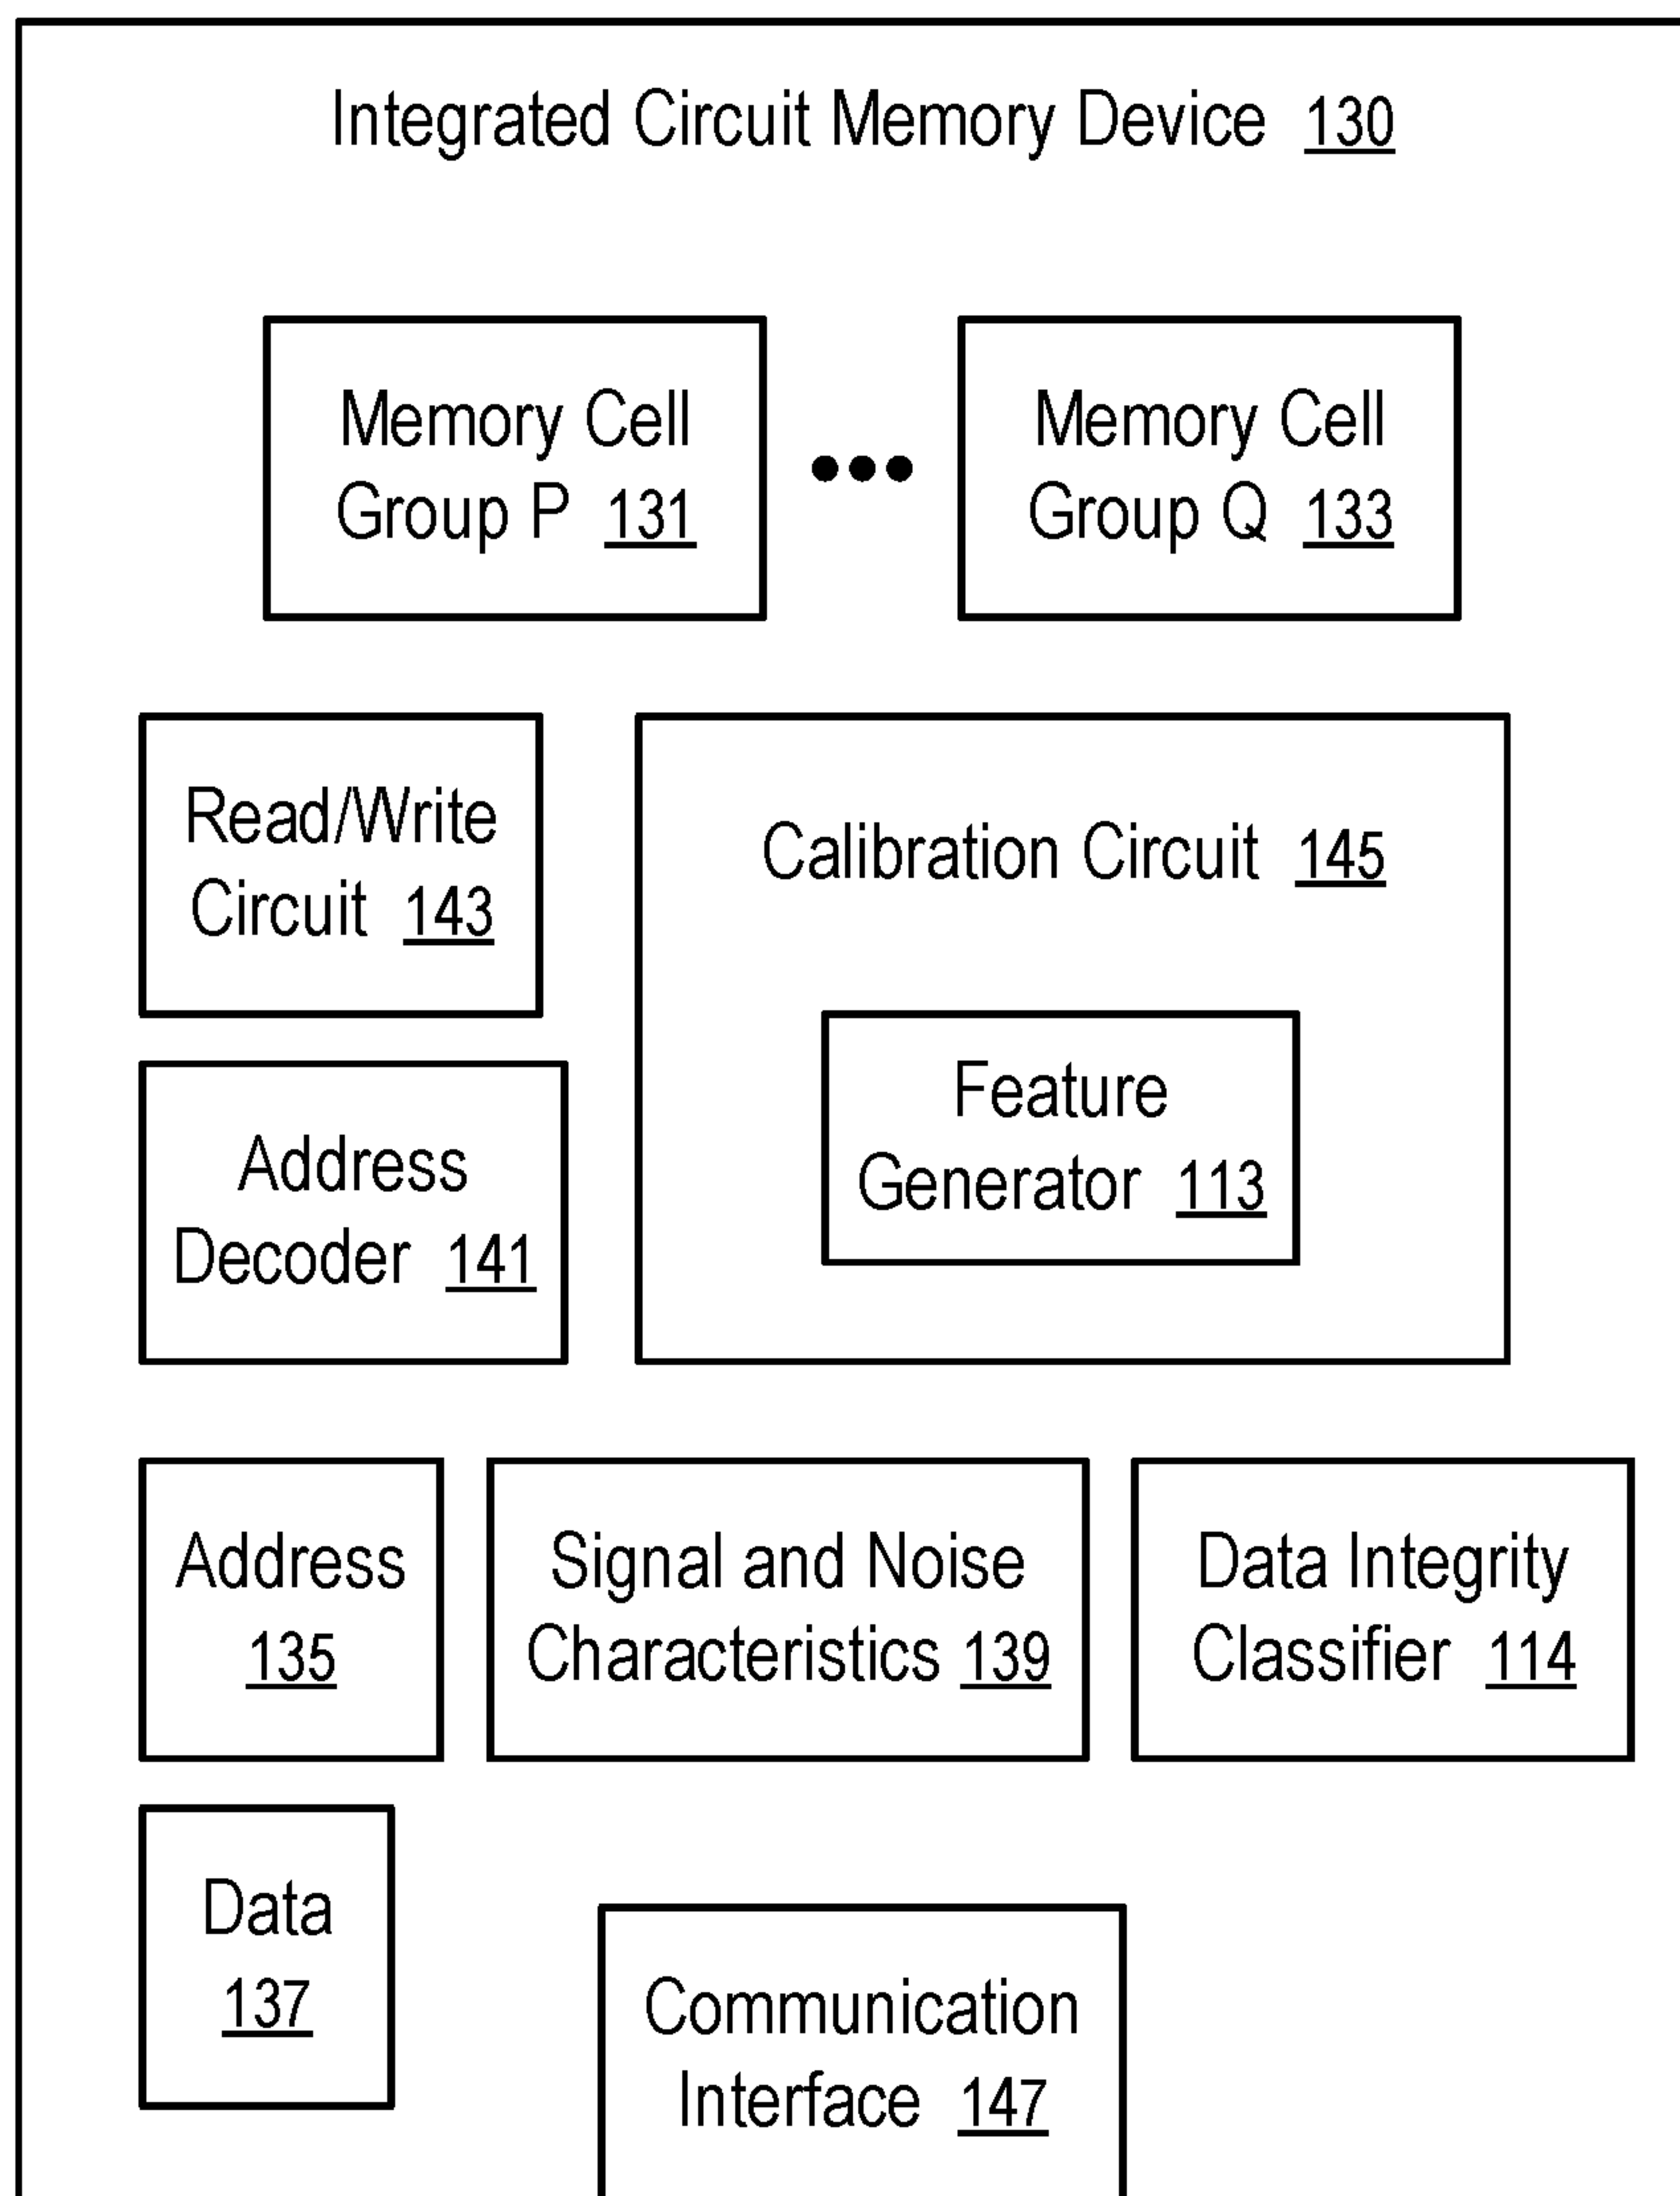 Integrated Circuit Memory Device 130
Memory Cell
Group P 131
Memory Cell
Group Q 133
Read/Write
Circuit 143
Calibration Circuit 145
Feature
Generator 113
Address
Decoder 141
Address
135
Signal and Noise
Characteristics 139
Data Integrity
Classifier 114
Data
137
Communication
Interface 147